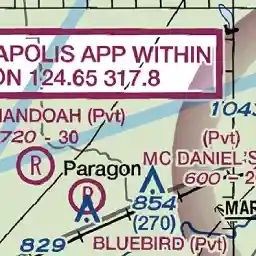 APOLIS APP WITHIN
ON 124.65 317.8
1043
NANDOAH (Pvt)
720 - 30
(Pvt)
R
Paragon
MC DANIEL'S
600 - 2
R
854
(270)
MAR
829
BLUEBIRD (Pvt)